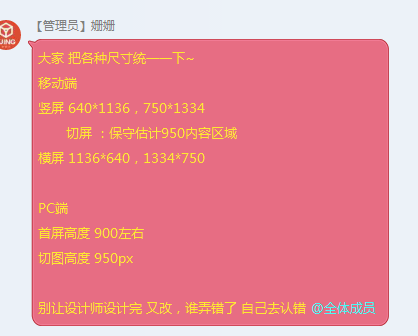 【管理员】姗姗
JING
大家 把各种尺寸统一一下~
移动端
竖屏 640*1136，750*1334
切屏 ：保守估计950内容区域
横屏 1136*640，1334*750
PC端
首屏高度 900左右
切图高度 950px
别让设计师设计完 又改，谁弄错了 自己去认错 @全体成员